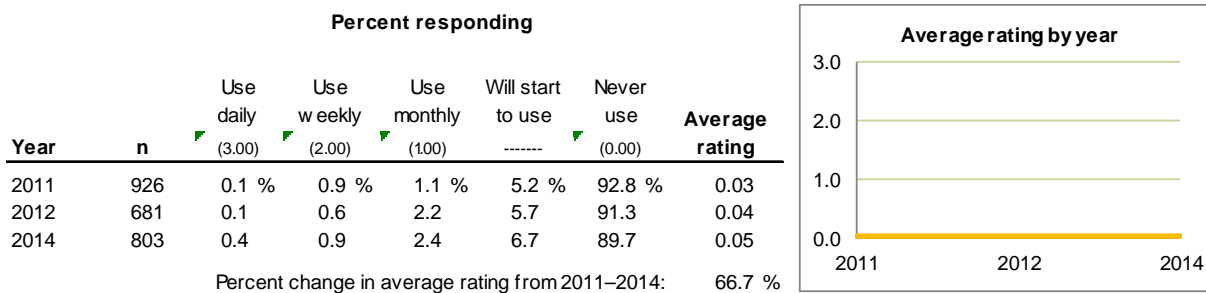 Percent responding
Use Use Use Will start Never
daily weekly monthly to use use Average
Year n (3.00) (2.00) (1.00) ------- (0.00) rating
2011 926 0.1 % 0.9 % 1.1 % 5.2 % 92.8 % 0.03
2012 681 0.1 0.6 2.2 5.7 91.3 0.04
2014 803 0.4 0.9 2.4 6.7 89.7 0.05
Percent change in average rating from 2011–2014: 66.7 %
Average rating by year
3.0
2.0
1.0
0.0
2011 2012 2014